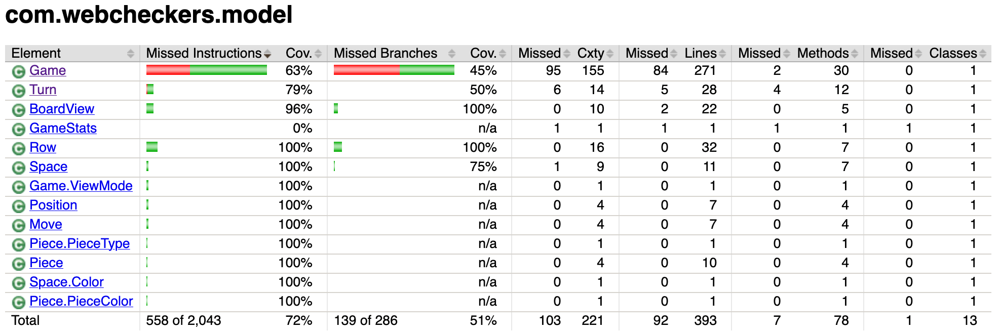 com.webcheckers.model
Element Missed Instructions Cov. Missed Branches Cov. Missed Cxty Missed Lines Missed Methods Missed Classes
C Game 63% 45% 95 155 84 271 2 30 0 1
C Turn 79% 50% 6 14 5 28 4 12 0 1
C BoardView 96% 100% 0 10 2 22 0 5 0 1
C GameStats 0% n/a 1 1 1 1 1 1 1 1
C Row 100% 100% 0 16 0 32 0 7 0 1
C Space 100% 75% 1 9 0 11 0 7 0 1
C Game.ViewMode 100% n/a 0 1 0 1 0 1 0 1
C Position 100% n/a 0 4 0 7 0 4 0 1
C Move 100% n/a 0 4 0 7 0 4 0 1
C Piece.PieceType 100% n/a 0 1 0 1 0 1 0 1
C Piece 100% n/a 0 4 0 10 0 4 0 1
C Space.Color 100% n/a 0 1 0 1 0 1 0 1
C Piece.PieceColor 100% n/a 0 1 0 1 0 1 0 1
Total 558 of 2,043 72% 139 of 286 51% 103 221 92 393 7 78 1 13